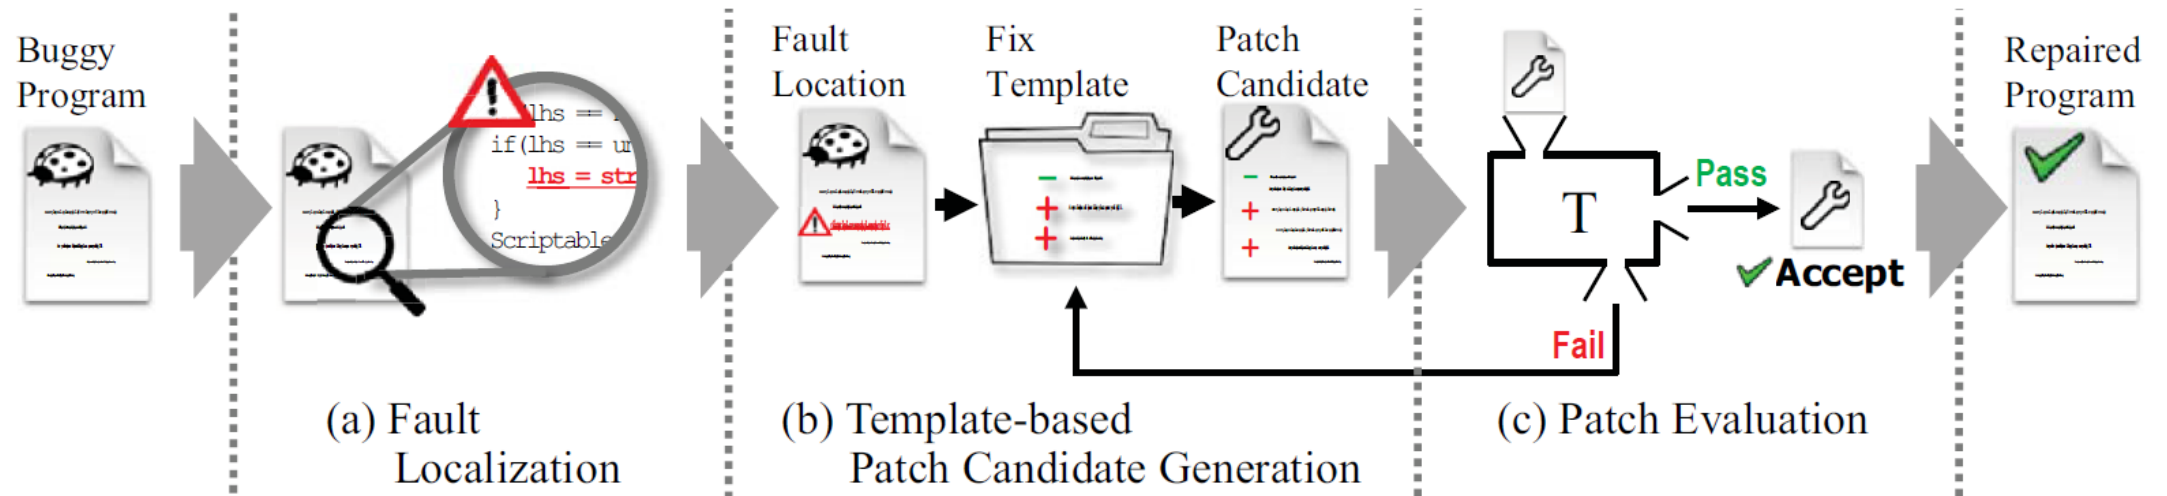 Buggy
Program
lhs ==
if(lhs == un
lhs = str
}
Scriptable
(a) Fault
Localization
Fault
Location
Fix
Template
Patch
Candidate
(b) Template-based
Patch Candidate Generation
T
Pass
Accept
Fail
(c) Patch Evaluation
Repaired
Program